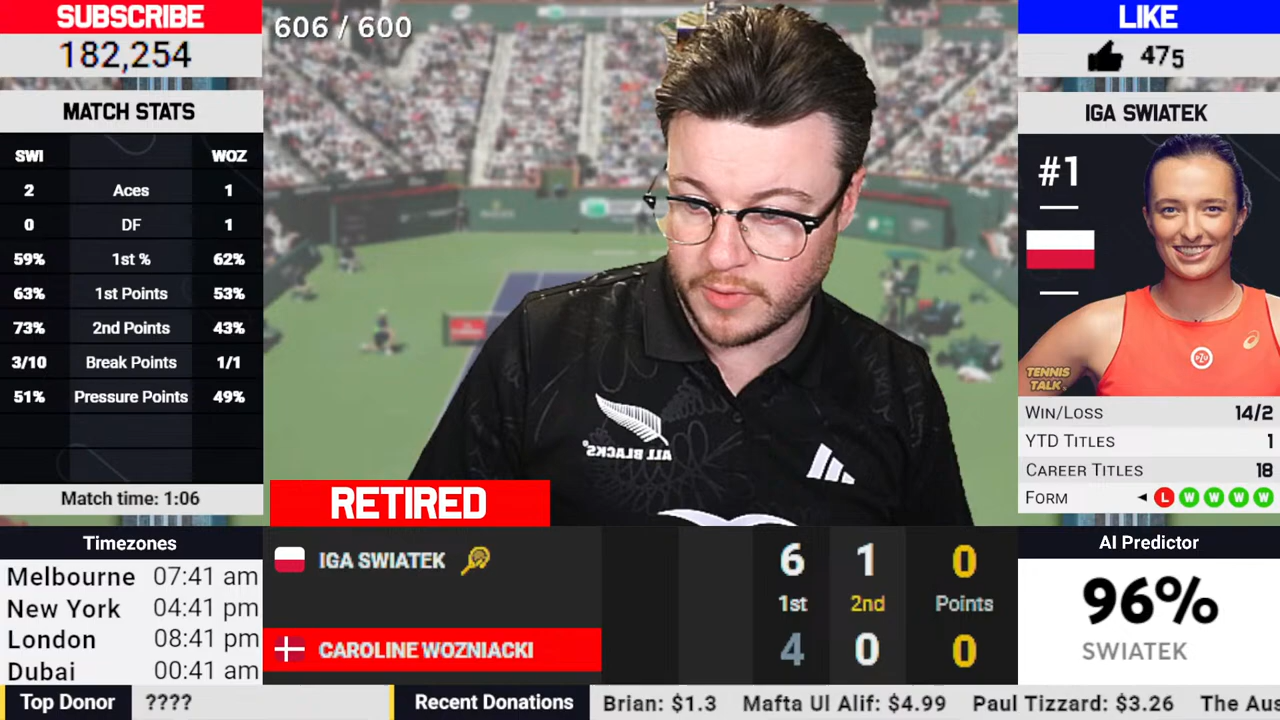 SUBSCRIBE
182,254
606 / 600
LIKE
475
MATCH STATS
SWI WOZ
2 Aces 1
0 DF 1
59% 1st % 62%
63% 1st Points 53%
73% 2nd Points 43%
3/10 Break Points 1/1
51% Pressure Points 49%
Match time: 1:06
Timezones
Melbourne 07:41 am
New York 04:41 pm
London 08:41 pm
Dubai 00:41 am
ALL BLACKS
RETIRED
IGA SWIATEK 6 1 0
1st 2nd Points
CAROLINE WOZNIACKI 4 0 0
IGA SWIATEK
#1
TENNIS
TALK
PZU
WIN/LOSS 14/2
YTD TITLES 1
CAREER TITLES 18
FORM L W W W W
AI Predictor
96%
SWIATEK
Top Donor ???? Recent Donations Brian: $1.3 Mafta Ul Alif: $4.99 Paul Tizzard: $3.26 The Aus